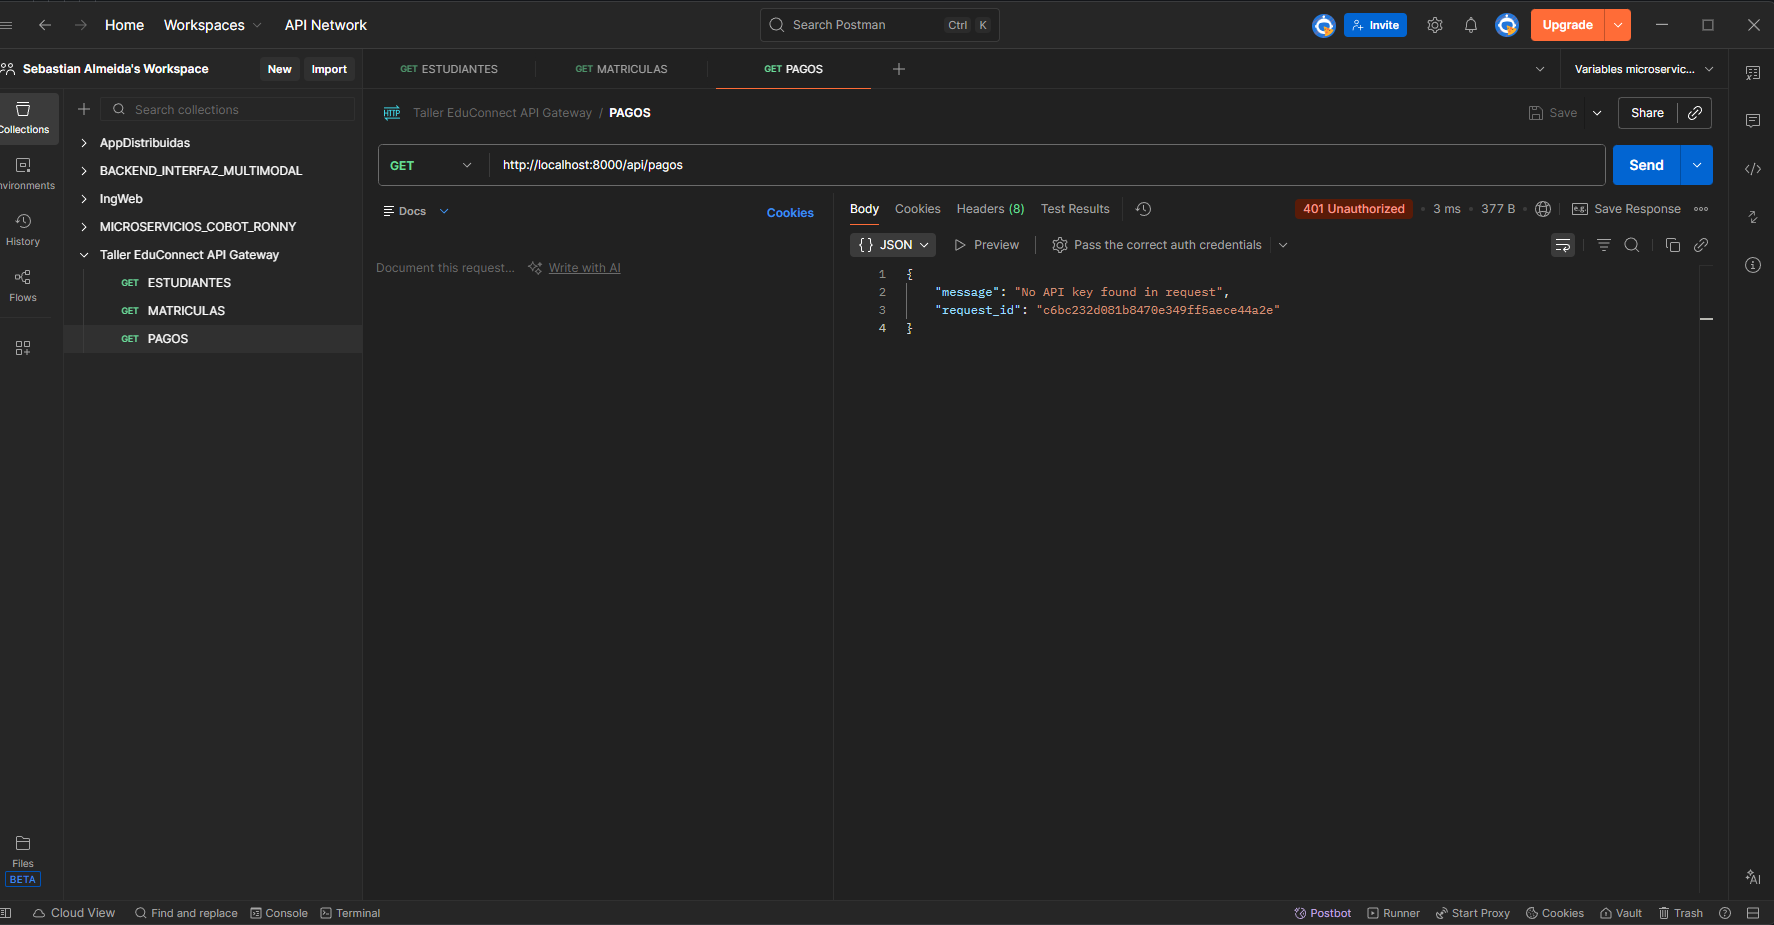 Home Workspaces API Network
Search Postman Ctrl K
Invite
Upgrade
Sebastian Almeida's Workspace New Import
GET ESTUDIANTES GET MATRICULAS GET PAGOS
Variables microservic...
Collections
nvironments
History
Flows
Files
BETA
Search collections
AppDistribuidas
BACKEND_INTERFAZ_MULTIMODAL
IngWeb
MICROSERVICIOS_COBOT_RONNY
Taller EduConnect API Gateway
GET ESTUDIANTES
GET MATRICULAS
GET PAGOS
HTTP Taller EduConnect API Gateway / PAGOS
Save Share
GET http://localhost:8000/api/pagos Send
Docs Cookies
Document this request... Write with AI
Body Cookies Headers (8) Test Results
401 Unauthorized • 3 ms • 377 B • e.g. Save Response
{} JSON Preview Pass the correct auth credentials
1 {
2 "message": "No API key found in request",
3 "request_id": "c6bc232d081b8470e349ff5aece44a2e"
4 }
AI
Cloud View Find and replace Console Terminal
Postbot Runner Start Proxy Cookies Vault Trash